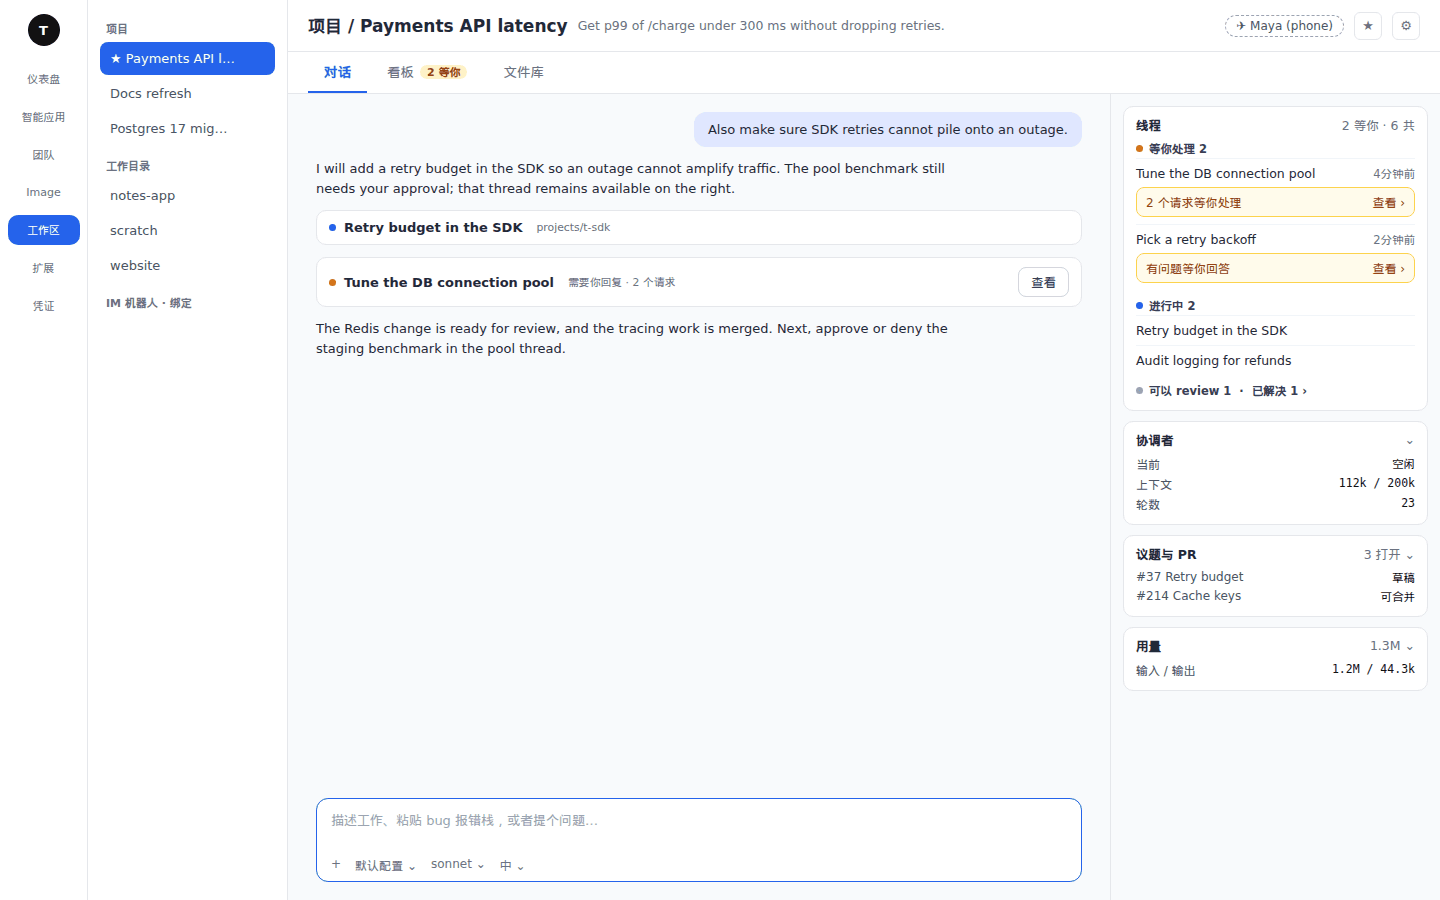 T
仪表盘
智能应用
团队
Image
工作区
扩展
凭证
项目
★ Payments API l…
Docs refresh
Postgres 17 mig…
工作目录
notes-app
scratch
website
IM 机器人 · 绑定
项目 / Payments API latency Get p99 of /charge under 300 ms without dropping retries.
✈ Maya (phone) ★ ⚙
对话 看板 2 等你 文件库
Also make sure SDK retries cannot pile onto an outage.
I will add a retry budget in the SDK so an outage cannot amplify traffic. The pool benchmark still
needs your approval; that thread remains available on the right.
Retry budget in the SDK projects/t-sdk
Tune the DB connection pool 需要你回复 · 2 个请求 查看
The Redis change is ready for review, and the tracing work is merged. Next, approve or deny the
staging benchmark in the pool thread.
描述工作、粘贴 bug 报错栈，或者提个问题…
+ 默认配置 ⌄ sonnet ⌄ 中 ⌄
线程 2 等你 · 6 共
等你处理 2
Tune the DB connection pool 4分钟前
2 个请求等你处理 查看 ›
Pick a retry backoff 2分钟前
有问题等你回答 查看 ›
进行中 2
Retry budget in the SDK
Audit logging for refunds
可以 review 1 · 已解决 1 ›
协调者 ⌄
当前 空闲
上下文 112k / 200k
轮数 23
议题与 PR 3 打开 ⌄
#37 Retry budget 草稿
#214 Cache keys 可合并
用量 1.3M ⌄
输入 / 输出 1.2M / 44.3k